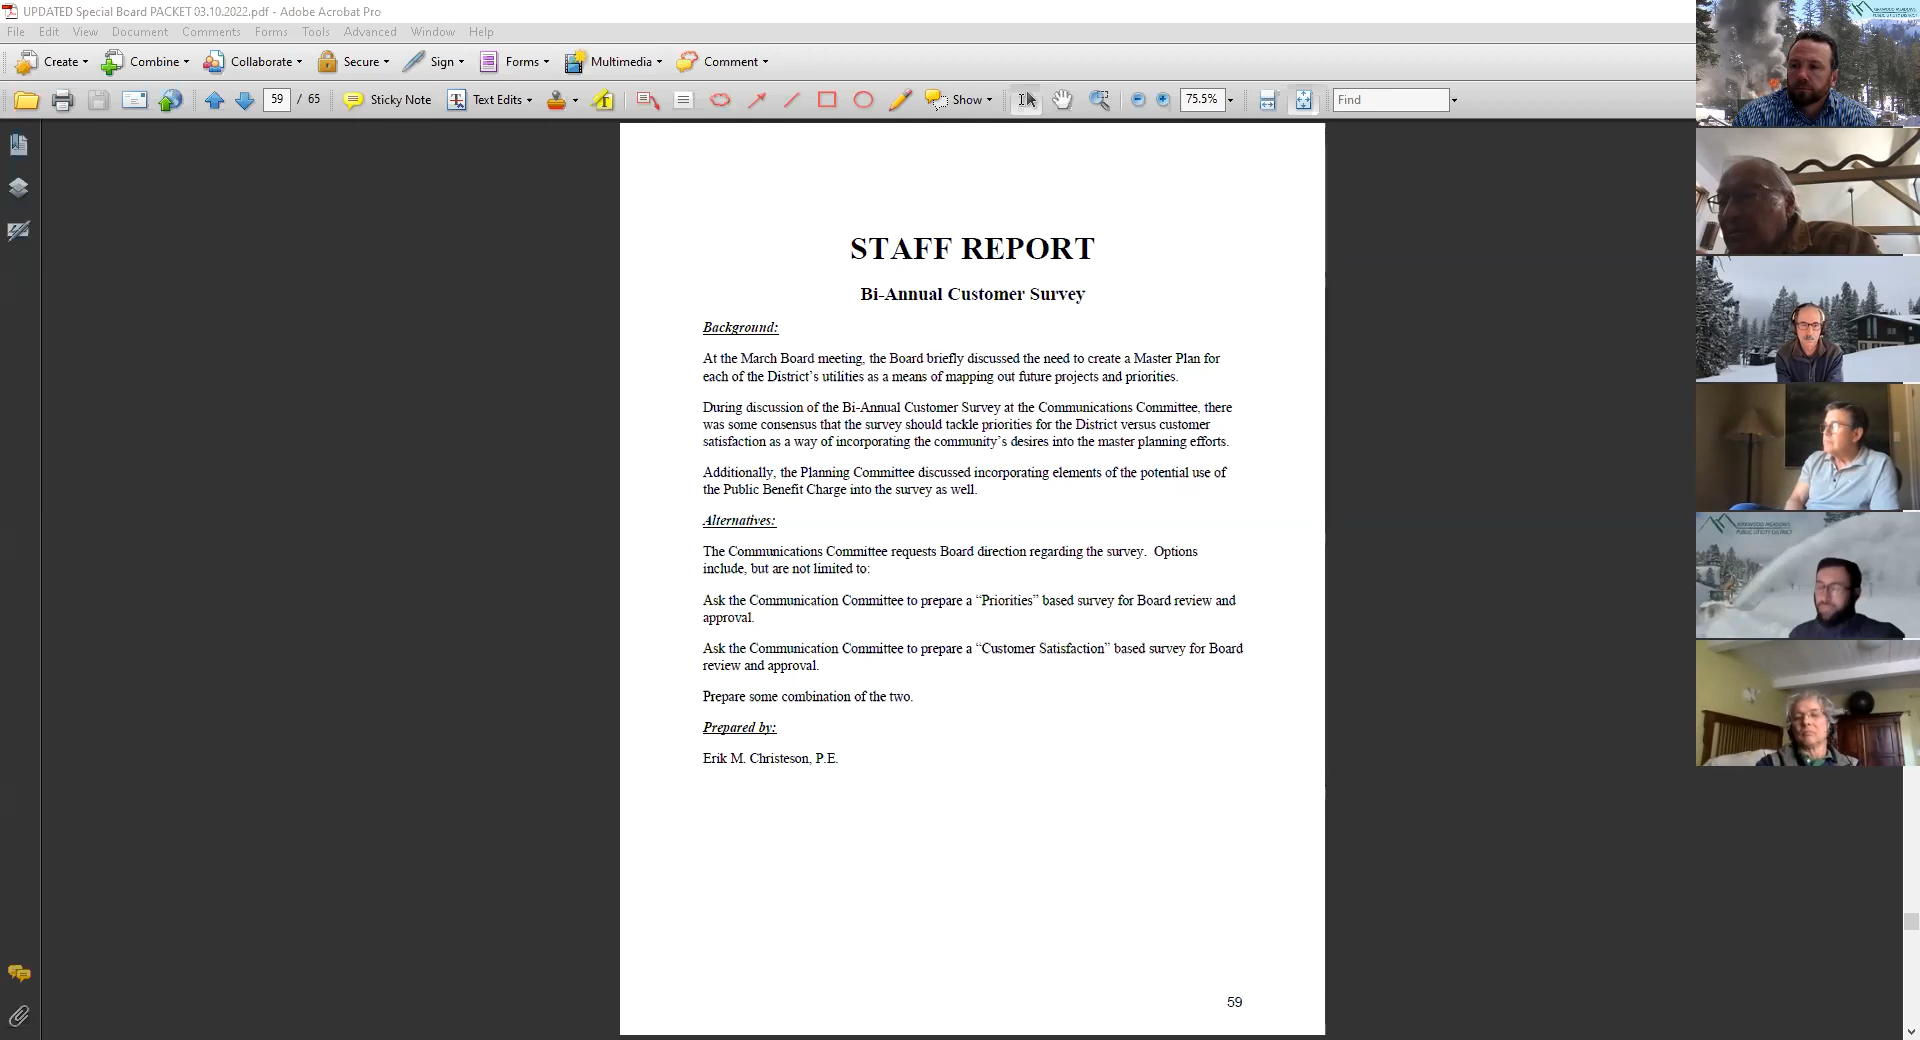 UPDATED Special Board PACKET 03.10.2022.pdf - Adobe Acrobat Pro
File Edit View Document Comments Forms Tools Advanced Window Help
Create Combine Collaborate Secure Sign Forms Multimedia Comment
59 / 65 Sticky Note Text Edits Show 75.5% Find
STAFF REPORT
Bi-Annual Customer Survey
Background:
At the March Board meeting, the Board briefly discussed the need to create a Master Plan for
each of the District’s utilities as a means of mapping out future projects and priorities.
During discussion of the Bi-Annual Customer Survey at the Communications Committee, there
was some consensus that the survey should tackle priorities for the District versus customer
satisfaction as a way of incorporating the community’s desires into the master planning efforts.
Additionally, the Planning Committee discussed incorporating elements of the potential use of
the Public Benefit Charge into the survey as well.
Alternatives:
The Communications Committee requests Board direction regarding the survey.  Options
include, but are not limited to:
Ask the Communication Committee to prepare a “Priorities” based survey for Board review and
approval.
Ask the Communication Committee to prepare a “Customer Satisfaction” based survey for Board
review and approval.
Prepare some combination of the two.
Prepared by:
Erik M. Christeson, P.E.
59
KIRKWOOD MEADOWS
PUBLIC UTILITY DISTRICT
KIRKWOOD MEADOWS
PUBLIC UTILITY DISTRICT